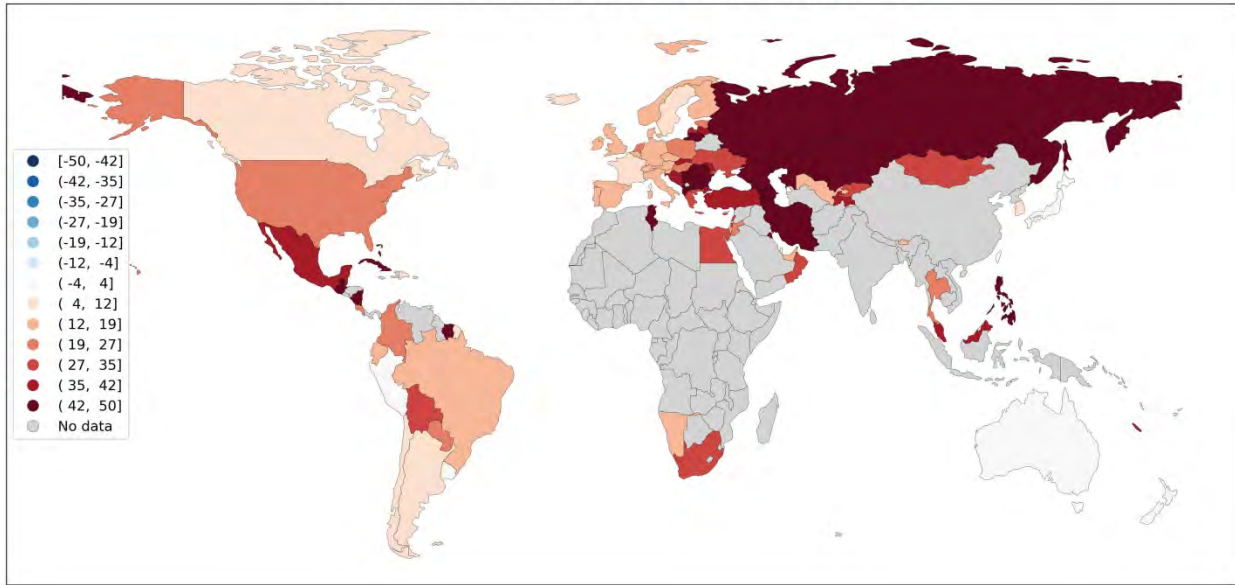 [-50, -42]
(-42, -35]
(-35, -27]
(-27, -19]
(-19, -12]
(-12, -4]
(-4, 4]
( 4, 12]
( 12, 19]
( 19, 27]
( 27, 35]
( 35, 42]
( 42, 50]
No data